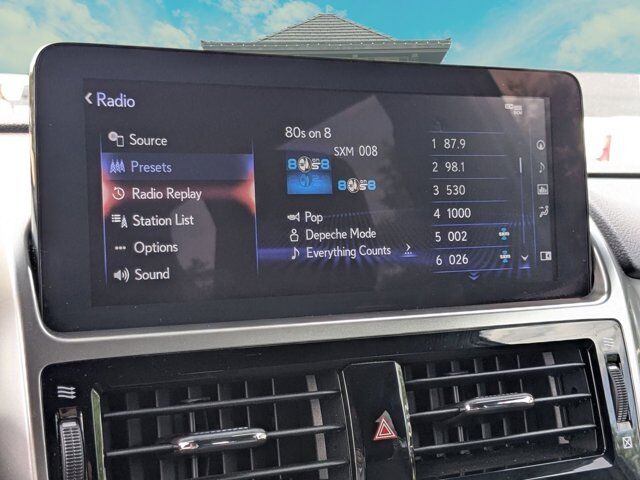 Radio
Source
Presets
Radio Replay
Station List
Options
Sound
80s on 8
SXM 008
Pop
Depeche Mode
Everything Counts
1 87.9
2 98.1
3 530
4 1000
5 002
6 026